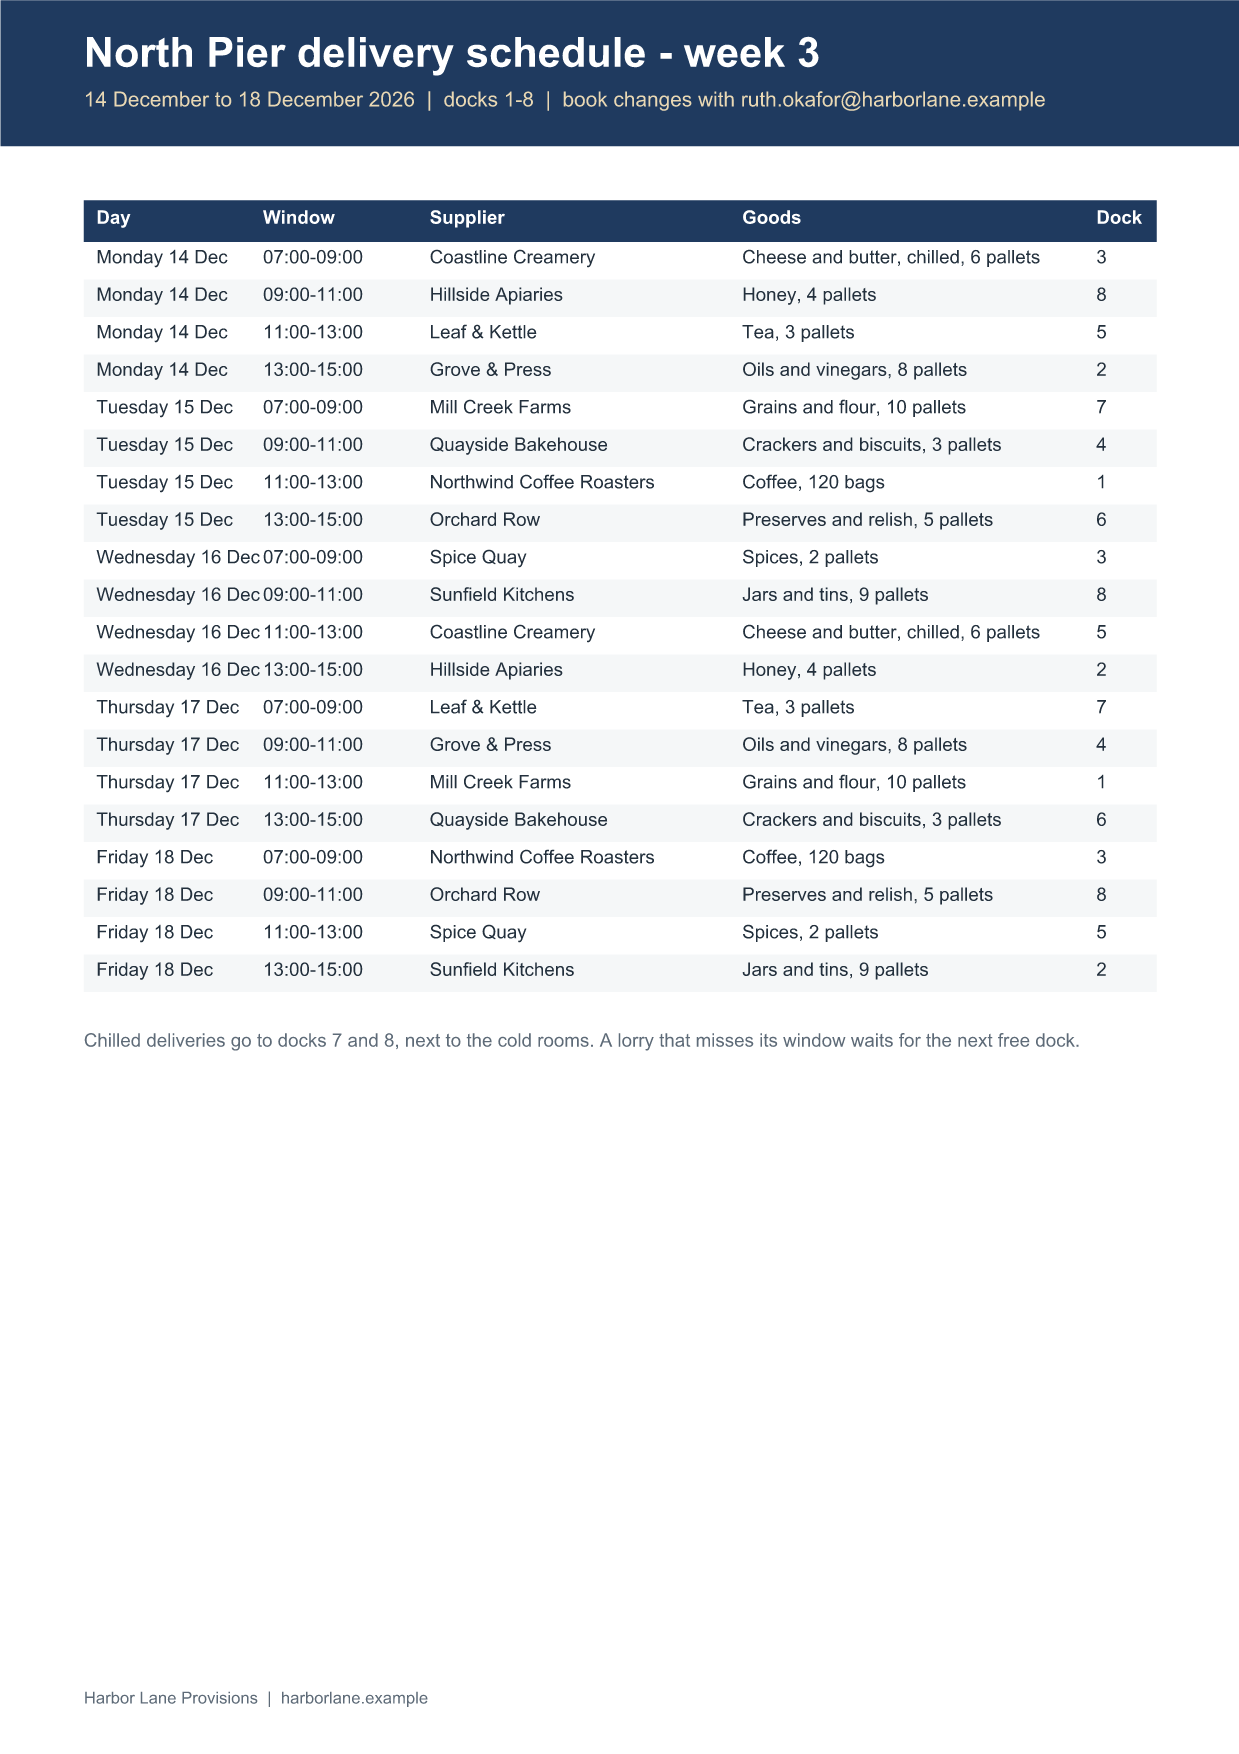 North Pier delivery schedule - week 3
14 December to 18 December 2026 | docks 1-8 | book changes with ruth.okafor@harborlane.example
Day Window Supplier Goods Dock
Monday 14 Dec 07:00-09:00 Coastline Creamery Cheese and butter, chilled, 6 pallets 3
Monday 14 Dec 09:00-11:00 Hillside Apiaries Honey, 4 pallets 8
Monday 14 Dec 11:00-13:00 Leaf & Kettle Tea, 3 pallets 5
Monday 14 Dec 13:00-15:00 Grove & Press Oils and vinegars, 8 pallets 2
Tuesday 15 Dec 07:00-09:00 Mill Creek Farms Grains and flour, 10 pallets 7
Tuesday 15 Dec 09:00-11:00 Quayside Bakehouse Crackers and biscuits, 3 pallets 4
Tuesday 15 Dec 11:00-13:00 Northwind Coffee Roasters Coffee, 120 bags 1
Tuesday 15 Dec 13:00-15:00 Orchard Row Preserves and relish, 5 pallets 6
Wednesday 16 Dec 07:00-09:00 Spice Quay Spices, 2 pallets 3
Wednesday 16 Dec 09:00-11:00 Sunfield Kitchens Jars and tins, 9 pallets 8
Wednesday 16 Dec 11:00-13:00 Coastline Creamery Cheese and butter, chilled, 6 pallets 5
Wednesday 16 Dec 13:00-15:00 Hillside Apiaries Honey, 4 pallets 2
Thursday 17 Dec 07:00-09:00 Leaf & Kettle Tea, 3 pallets 7
Thursday 17 Dec 09:00-11:00 Grove & Press Oils and vinegars, 8 pallets 4
Thursday 17 Dec 11:00-13:00 Mill Creek Farms Grains and flour, 10 pallets 1
Thursday 17 Dec 13:00-15:00 Quayside Bakehouse Crackers and biscuits, 3 pallets 6
Friday 18 Dec 07:00-09:00 Northwind Coffee Roasters Coffee, 120 bags 3
Friday 18 Dec 09:00-11:00 Orchard Row Preserves and relish, 5 pallets 8
Friday 18 Dec 11:00-13:00 Spice Quay Spices, 2 pallets 5
Friday 18 Dec 13:00-15:00 Sunfield Kitchens Jars and tins, 9 pallets 2
Chilled deliveries go to docks 7 and 8, next to the cold rooms. A lorry that misses its window waits for the next free dock.
Harbor Lane Provisions | harborlane.example